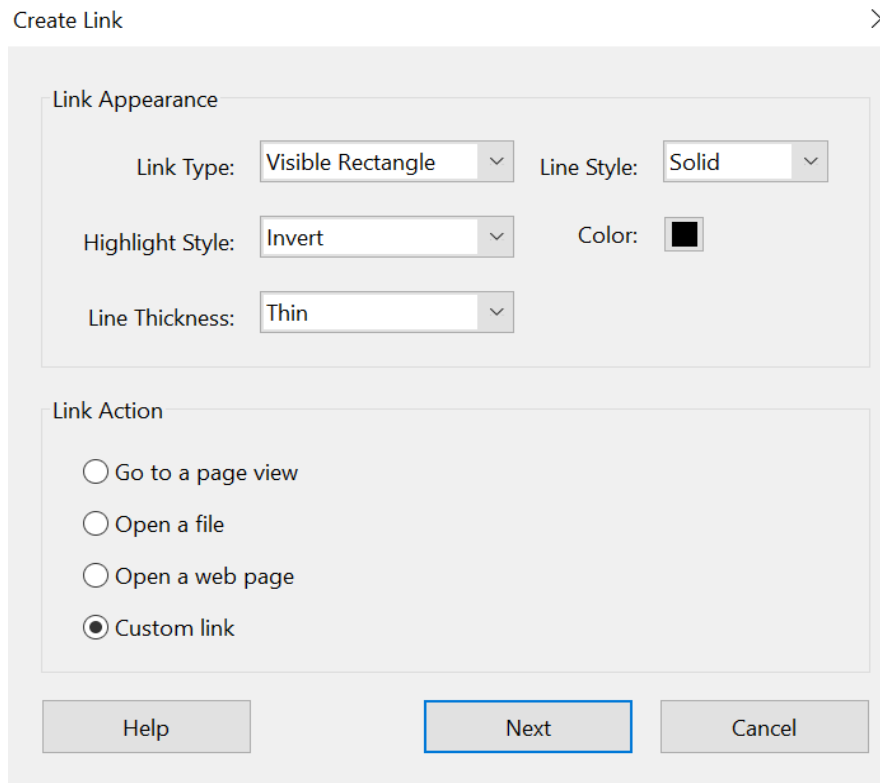 Create Link
Link Appearance
Link Type: Visible Rectangle Line Style: Solid
Highlight Style: Invert Color:
Line Thickness: Thin
Link Action
Go to a page view
Open a file
Open a web page
Custom link
Help Next Cancel